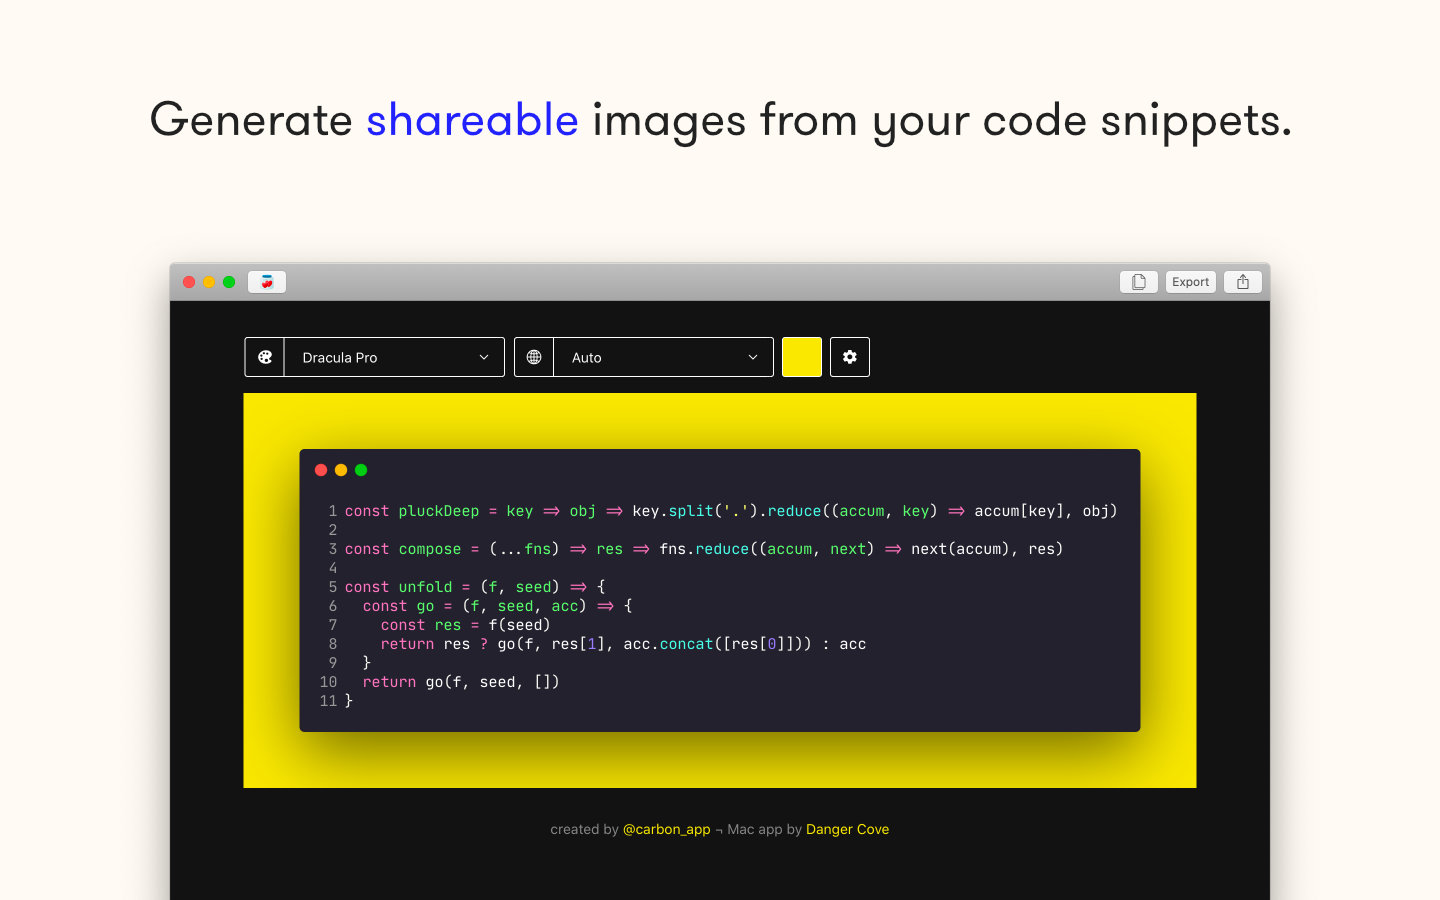 Generate shareable images from your code snippets.
Export
Dracula Pro
Auto
1 const pluckDeep = key => obj => key.split('.').reduce((accum, key) => accum[key], obj)
2
3 const compose = (...fns) => res => fns.reduce((accum, next) => next(accum), res)
4
5 const unfold = (f, seed) => {
6   const go = (f, seed, acc) => {
7     const res = f(seed)
8     return res ? go(f, res[1], acc.concat([res[0]])) : acc
9   }
10   return go(f, seed, [])
11 }
created by @carbon_app ¬ Mac app by Danger Cove